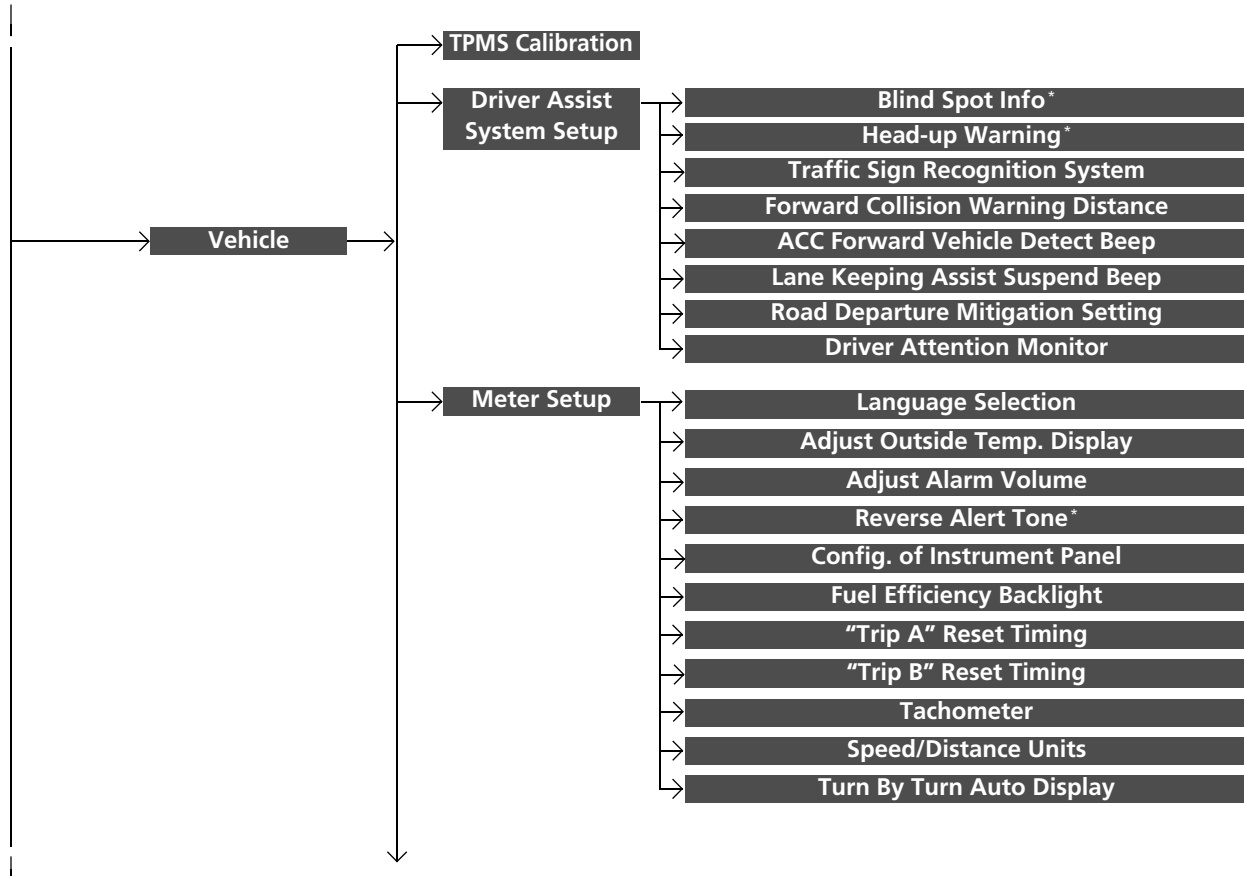 TPMS Calibration
Driver Assist
System Setup
Blind Spot Info*
Head-up Warning*
Traffic Sign Recognition System
Forward Collision Warning Distance
Vehicle
ACC Forward Vehicle Detect Beep
Lane Keeping Assist Suspend Beep
Road Departure Mitigation Setting
Driver Attention Monitor
Meter Setup
Language Selection
Adjust Outside Temp. Display
Adjust Alarm Volume
Reverse Alert Tone*
Config. of Instrument Panel
Fuel Efficiency Backlight
“Trip A” Reset Timing
“Trip B” Reset Timing
Tachometer
Speed/Distance Units
Turn By Turn Auto Display